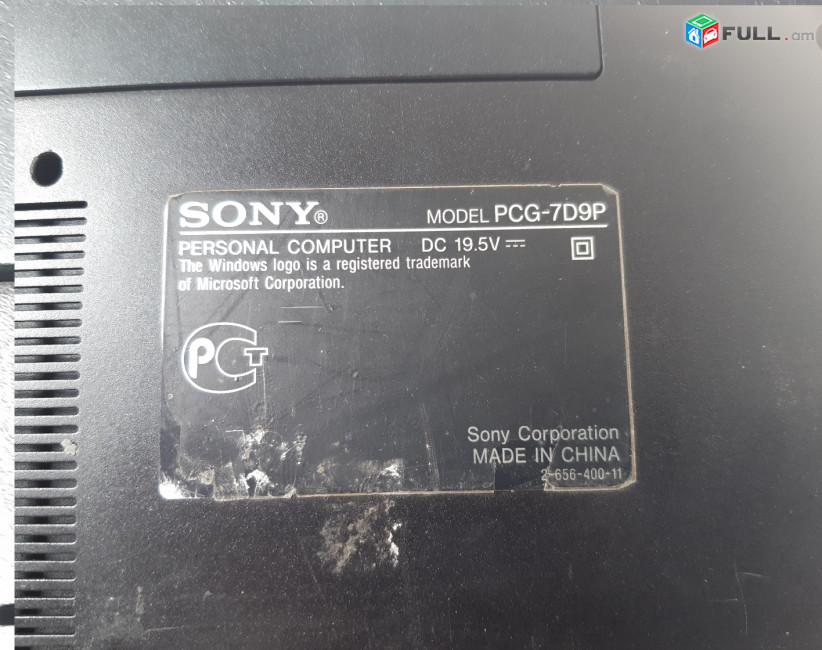 FULL.am
SONY® MODEL PCG-7D9P
PERSONAL COMPUTER DC 19.5V
The Windows logo is a registered trademark
of Microsoft Corporation.
PCT
Sony Corporation
MADE IN CHINA
2-656-400-11